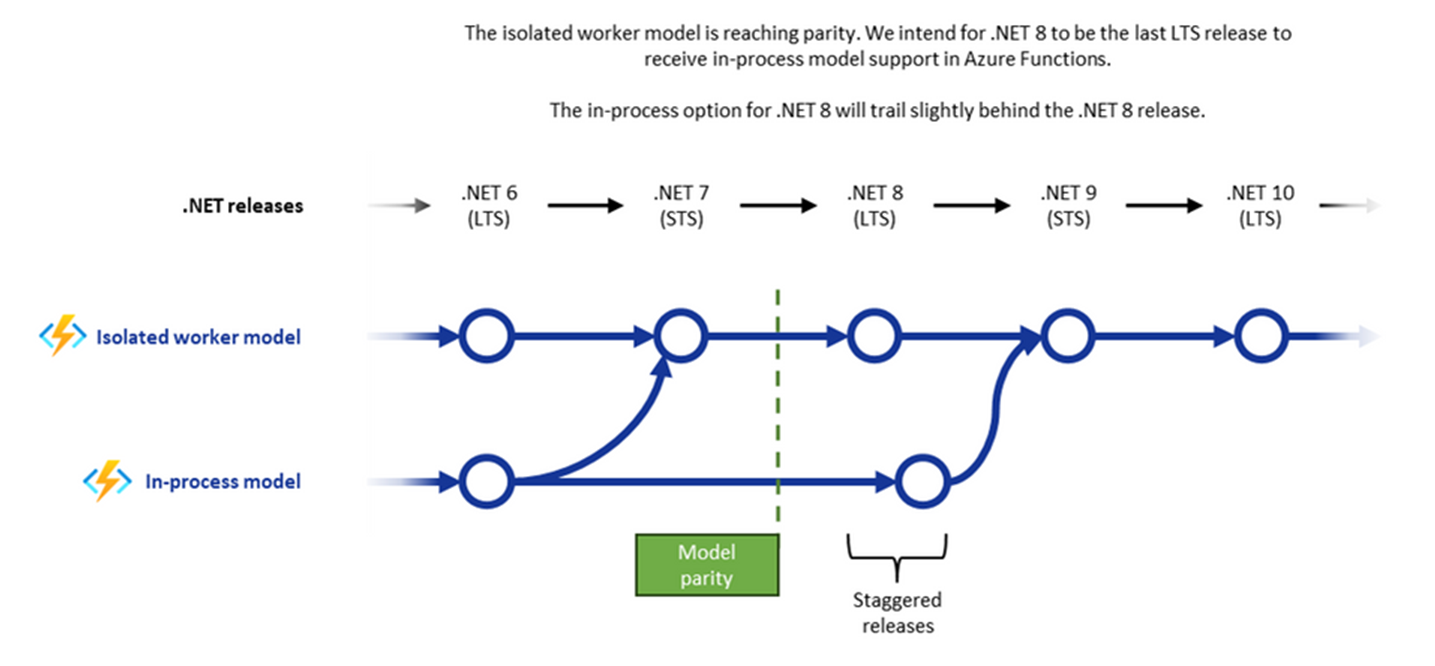 The isolated worker model is reaching parity. We intend for .NET 8 to be the last LTS release to
receive in-process model support in Azure Functions.
The in-process option for .NET 8 will trail slightly behind the .NET 8 release.
.NET releases
.NET 6
(LTS)
.NET 7
(STS)
.NET 8
(LTS)
.NET 9
(STS)
.NET 10
(LTS)
Isolated worker model
In-process model
Model
parity
Staggered
releases